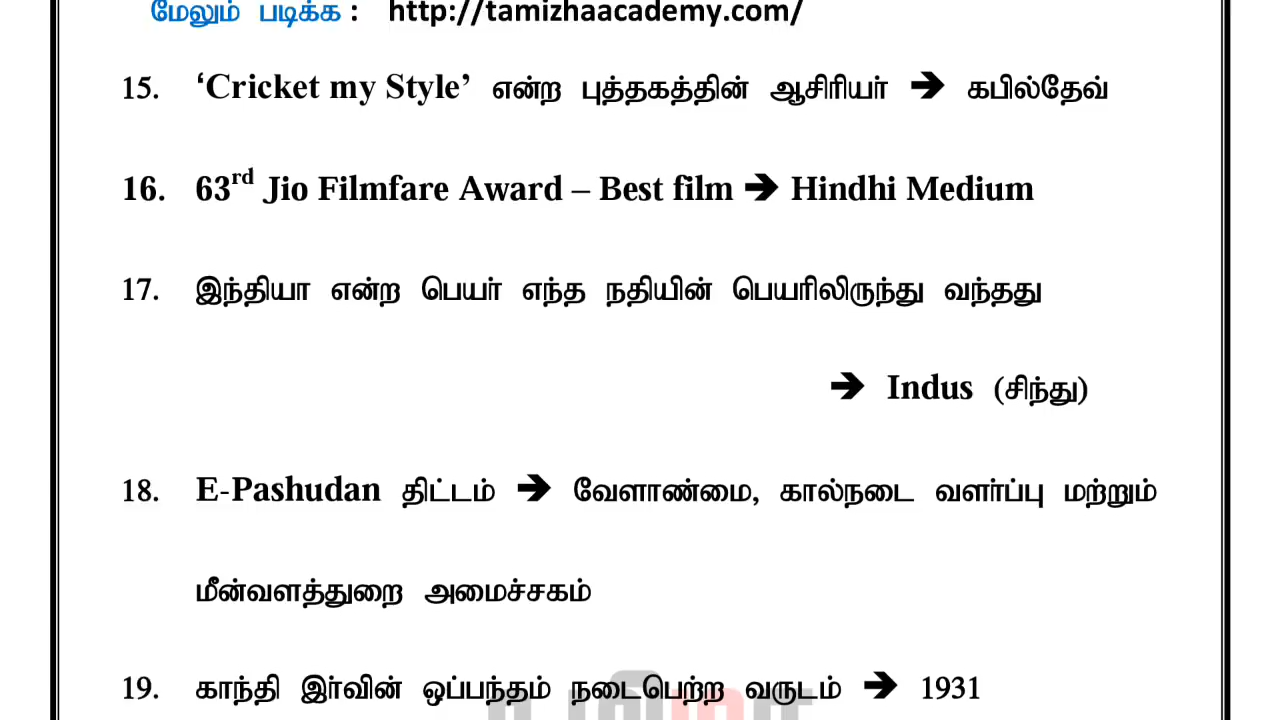 மேலும் படிக்க : http://tamizhaacademy.com/
15. ‘Cricket my Style’ என்ற புத்தகத்தின் ஆசிரியர் ➔ கபில்தேவ்
16. 63rd Jio Filmfare Award – Best film ➔ Hindhi Medium
17. இந்தியா என்ற பெயர் எந்த நதியின் பெயரிலிருந்து வந்தது
➔ Indus (சிந்து)
18. E-Pashudan திட்டம் ➔ வேளாண்மை, கால்நடை வளர்ப்பு மற்றும்
மீன்வளத்துறை அமைச்சகம்
19. காந்தி இர்வின் ஒப்பந்தம் நடைபெற்ற வருடம் ➔ 1931